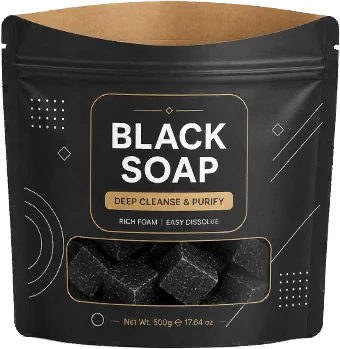 BLACK
SOAP
DEEP CLEANSE & PURIFY
RICH FOAM | EASY DISSOLVE
Net Wt. 500g ℮ 17.64 oz